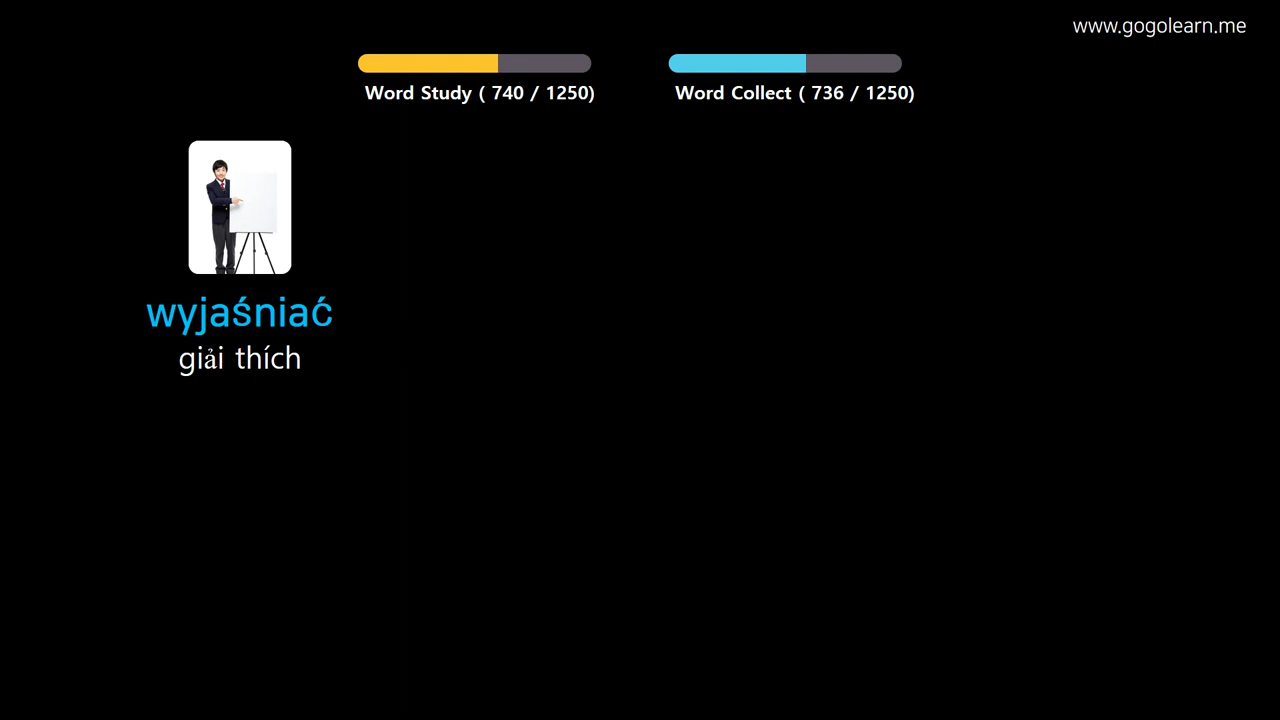 www.gogolearn.me
Word Study ( 740 / 1250)
Word Collect ( 736 / 1250)
wyjaśniać
giải thích